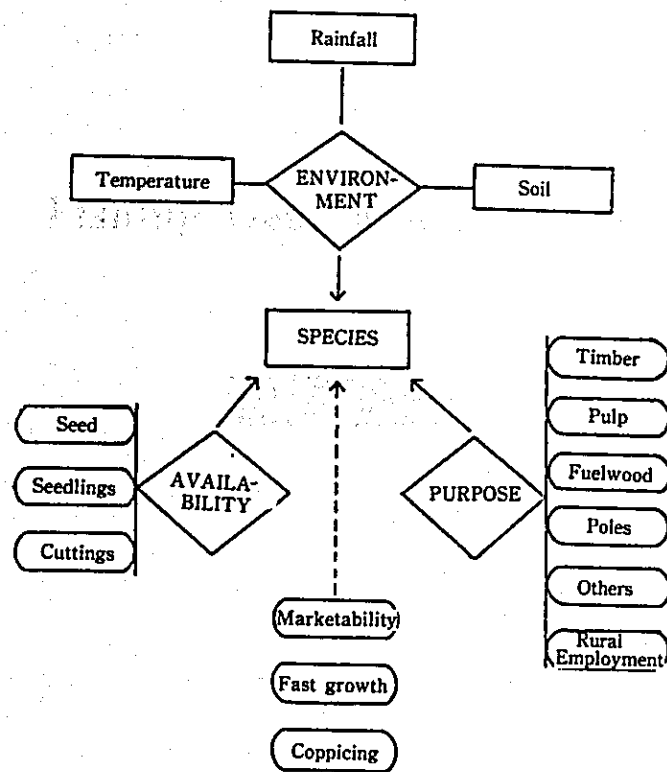 Rainfall
Temperature
ENVIRON-
MENT
Soil
SPECIES
Timber
Seed
Pulp
Seedlings
AVAILA-
BILITY
PURPOSE
Fuelwood
Cuttings
Poles
Others
Marketability
Rural
Employment
Fast growth
Coppicing